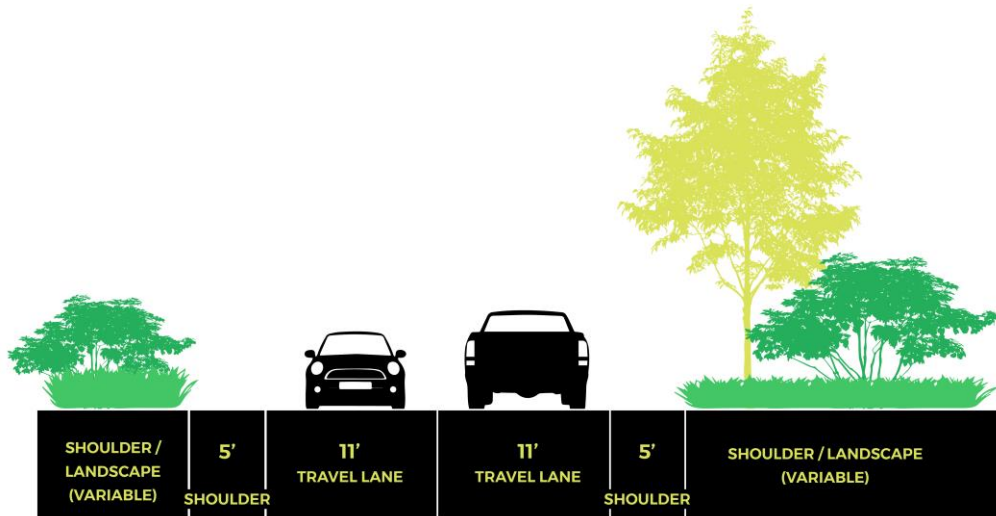 SHOULDER /
LANDSCAPE
(VARIABLE)
5’
SHOULDER
11’
TRAVEL LANE
11’
TRAVEL LANE
5’
SHOULDER
SHOULDER / LANDSCAPE
(VARIABLE)